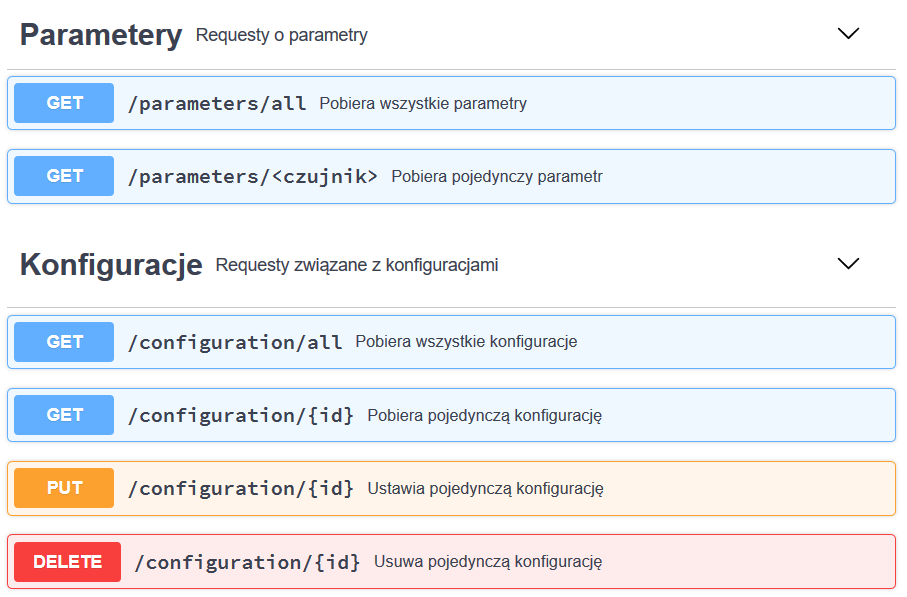 Parametery Requesty o parametry
GET /parameters/all Pobiera wszystkie parametry
GET /parameters/<czujnik> Pobiera pojedynczy parametr
Konfiguracje Requesty związane z konfiguracjami
GET /configuration/all Pobiera wszystkie konfiguracje
GET /configuration/{id} Pobiera pojedynczą konfigurację
PUT /configuration/{id} Ustawia pojedynczą konfigurację
DELETE /configuration/{id} Usuwa pojedynczą konfigurację